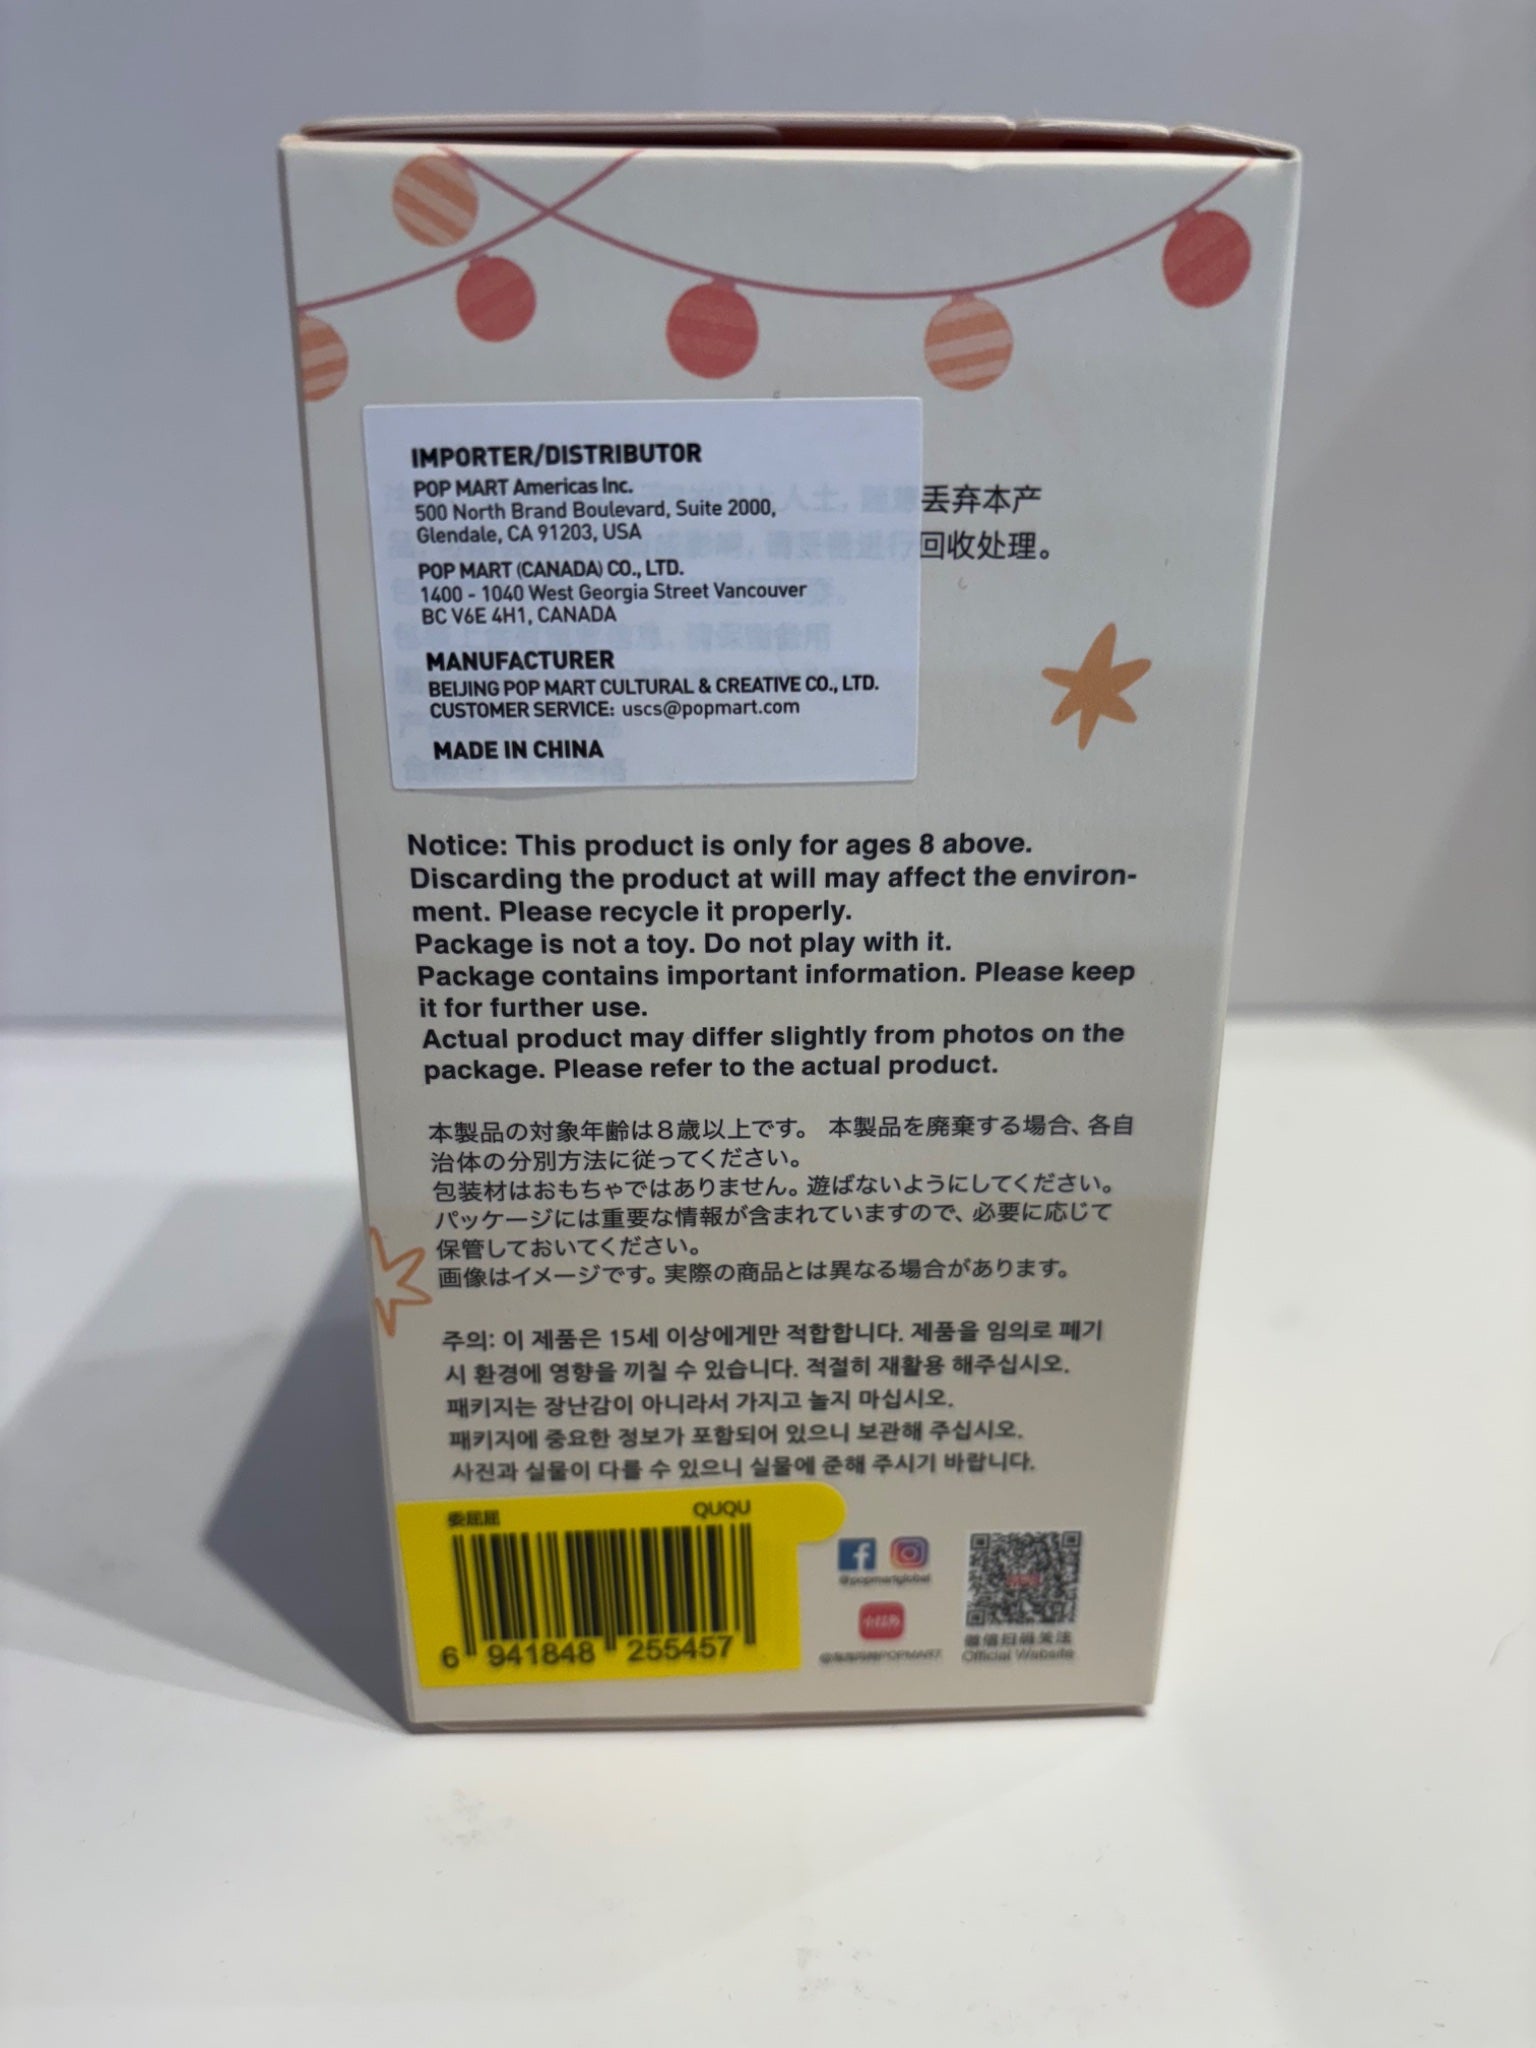 IMPORTER/DISTRIBUTOR
POP MART Americas Inc.
500 North Brand Boulevard, Suite 2000,
Glendale, CA 91203, USA
POP MART (CANADA) CO., LTD.
1400 - 1040 West Georgia Street Vancouver
BC V6E 4H1, CANADA
MANUFACTURER
BEIJING POP MART CULTURAL & CREATIVE CO., LTD.
CUSTOMER SERVICE: uscs@popmart.com
MADE IN CHINA
丢弃本产
回收处理。
Notice: This product is only for ages 8 above.
Discarding the product at will may affect the environ-
ment. Please recycle it properly.
Package is not a toy. Do not play with it.
Package contains important information. Please keep
it for further use.
Actual product may differ slightly from photos on the
package. Please refer to the actual product.
本製品の対象年齢は8歳以上です。 本製品を廃棄する場合、各自
治体の分別方法に従ってください。
包装材はおもちゃではありません。遊ばないようにしてください。
パッケージには重要な情報が含まれていますので、必要に応じて
保管しておいてください。
画像はイメージです。実際の商品とは異なる場合があります。
주의: 이 제품은 15세 이상에게만 적합합니다. 제품을 임의로 폐기
시 환경에 영향을 끼칠 수 있습니다. 적절히 재활용 해주십시오.
패키지는 장난감이 아니라서 가지고 놀지 마십시오.
패키지에 중요한 정보가 포함되어 있으니 보관해 주십시오.
사진과 실물이 다를 수 있으니 실물에 준해 주시기 바랍니다.
委屈屈 QUQU
6 941848 255457
@popmartglobal
小红书
微信扫码关注
Official Website